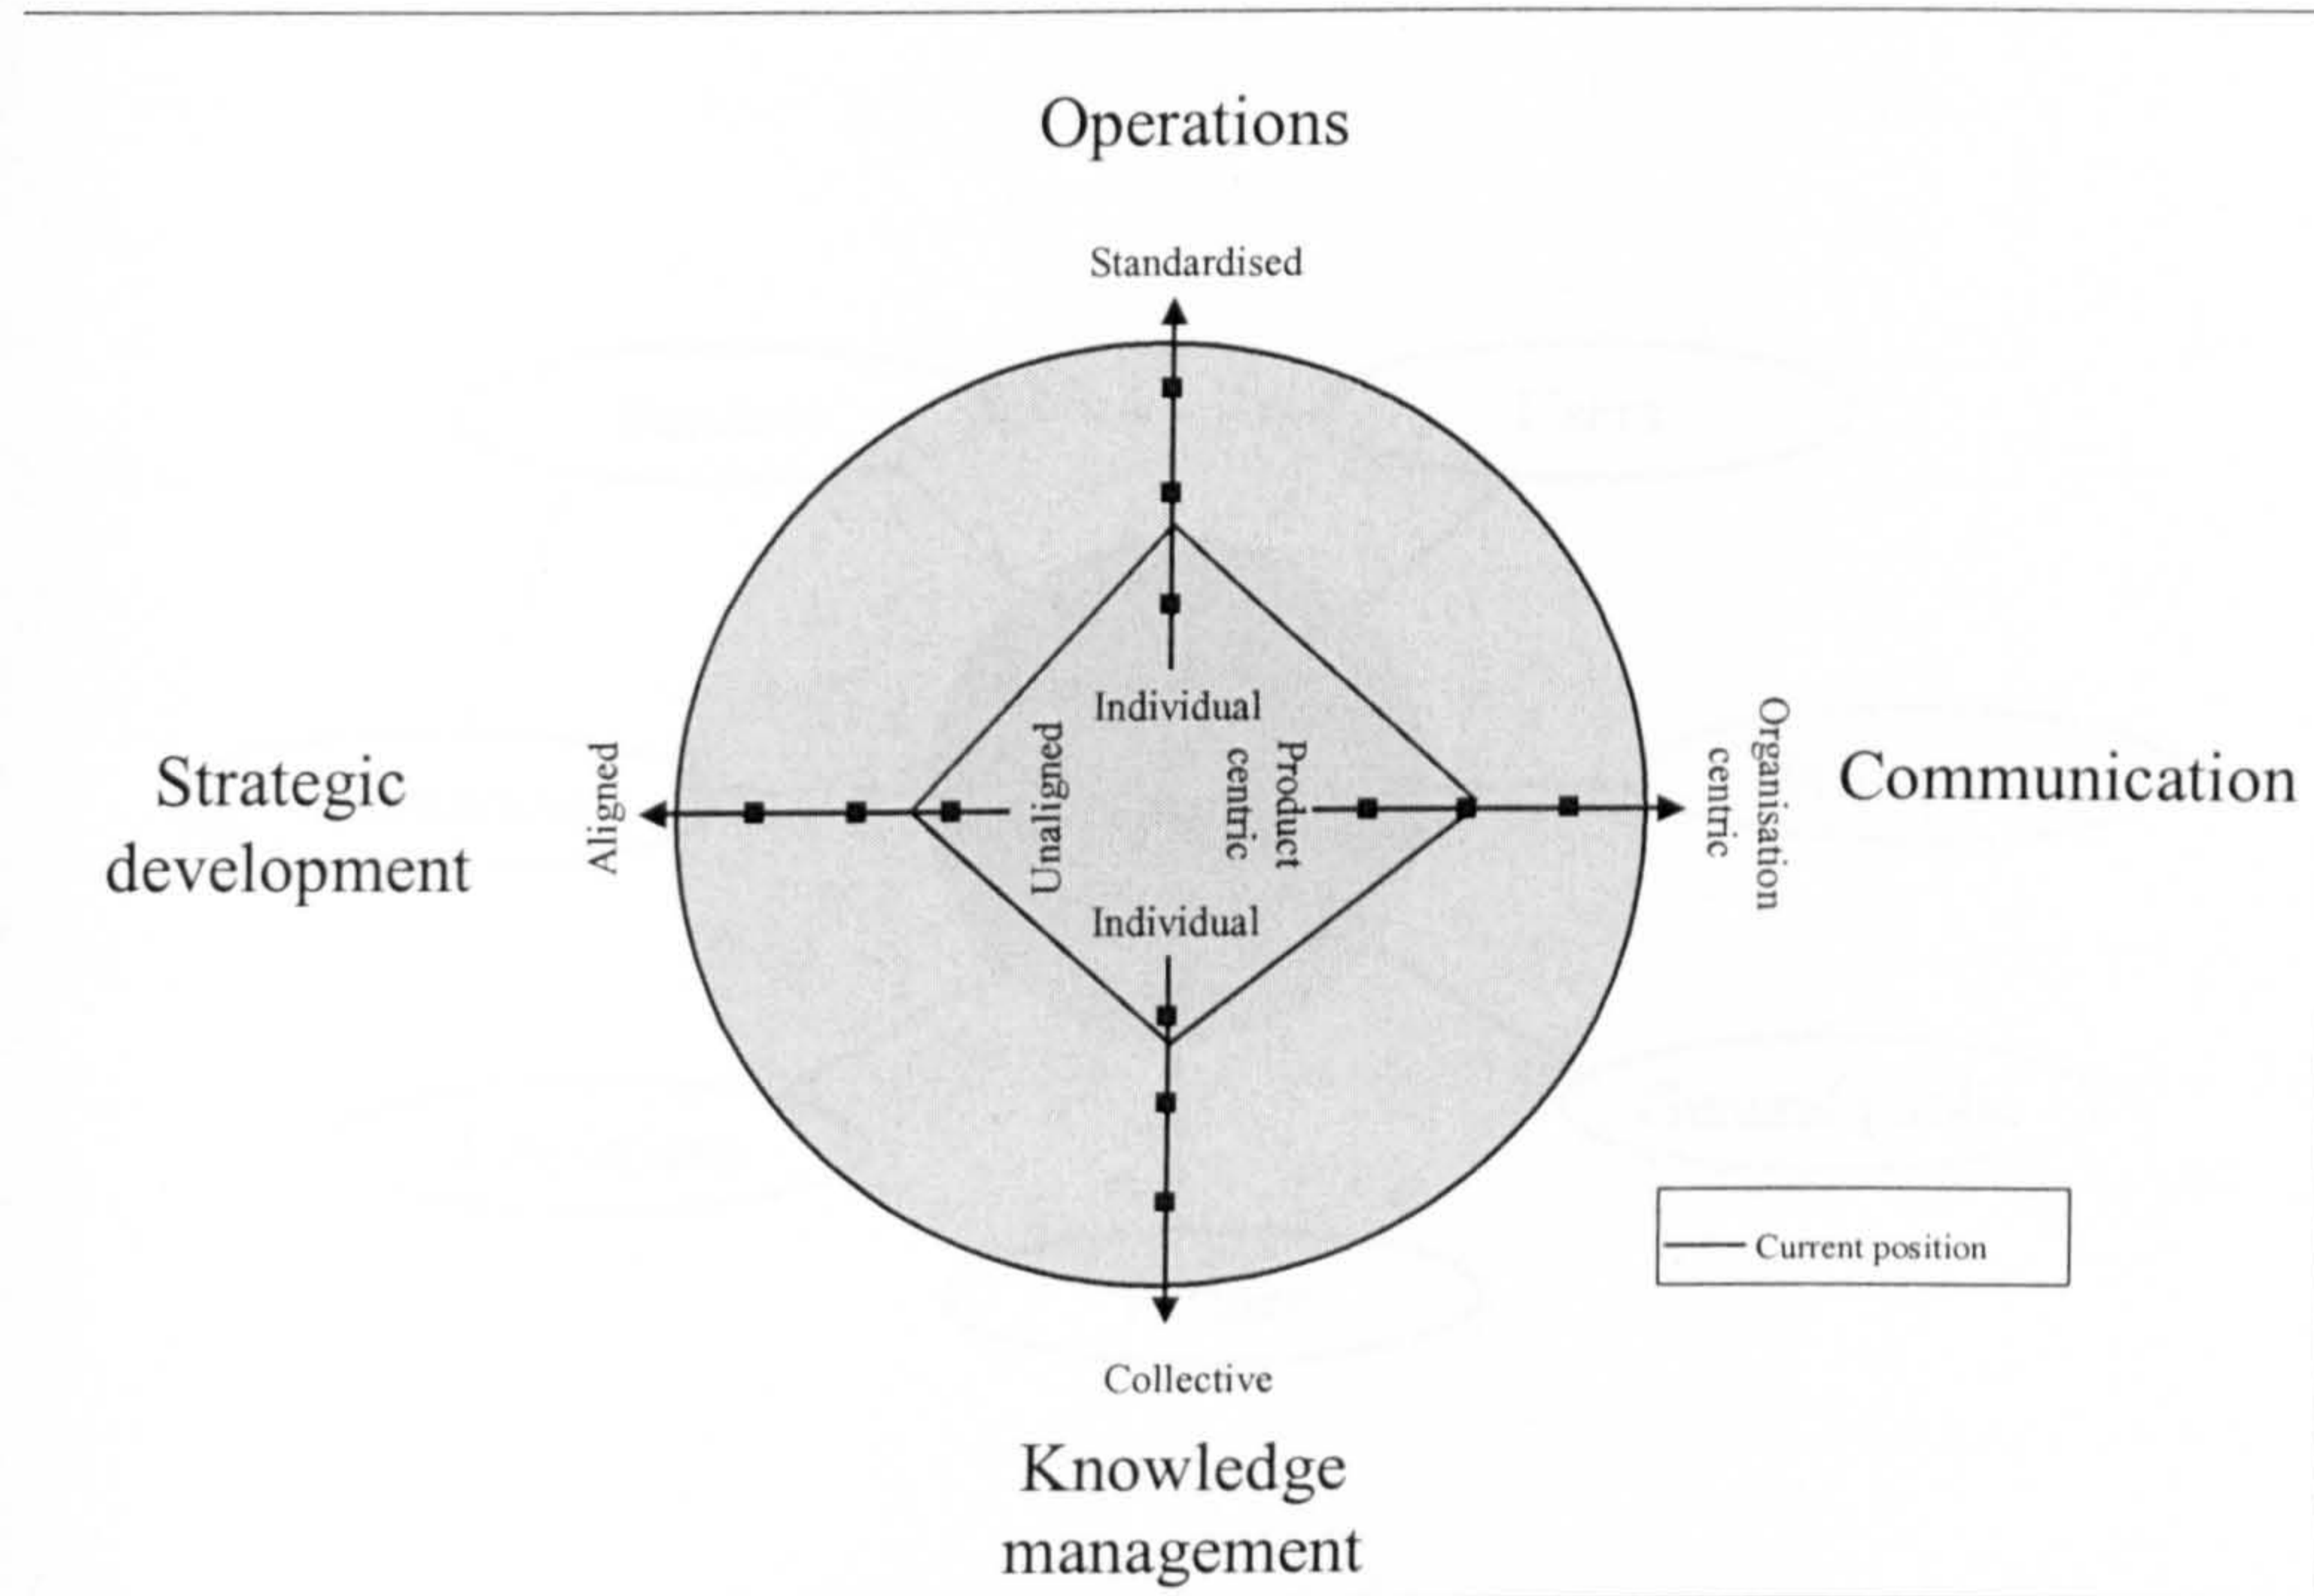 Operations
Standardised
Individual
Strategic
development
Aligned
Unaligned
Product
centric
Organisation
centric
Communication
Individual
Current position
Collective
Knowledge
management